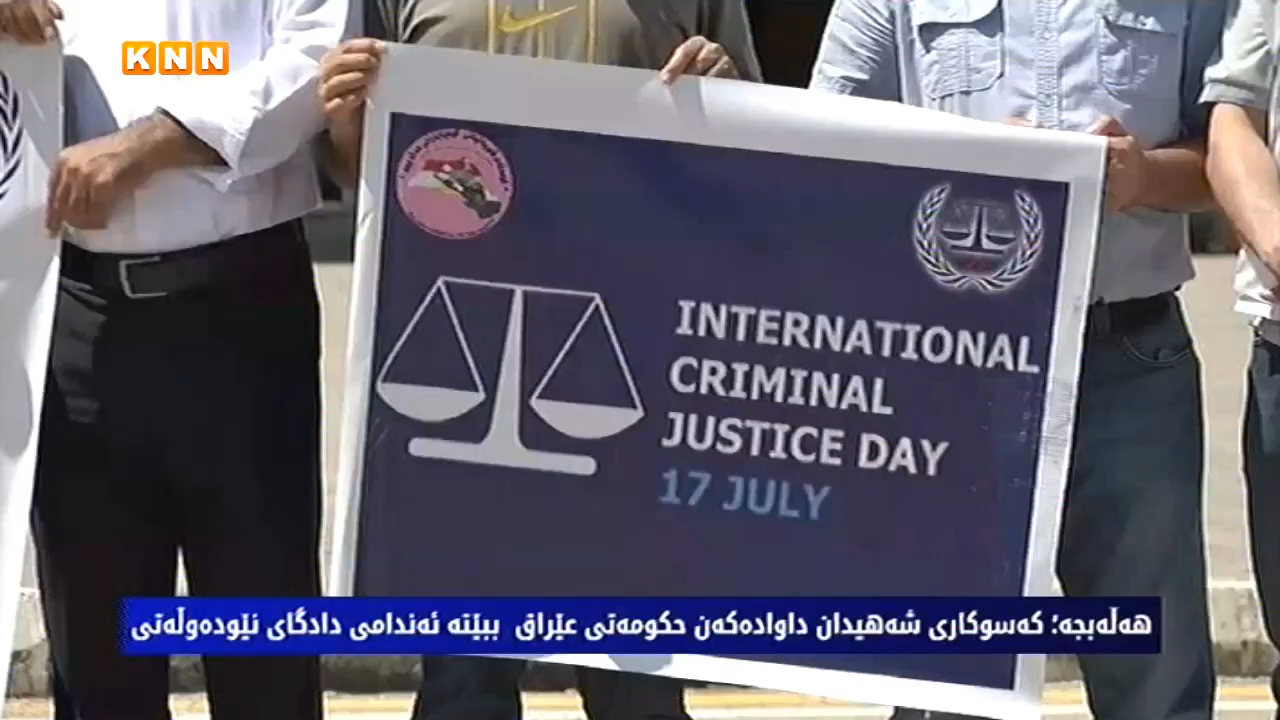 KNN
INTERNATIONAL
CRIMINAL
JUSTICE DAY
17 JULY
هەڵەبجە؛ کەسوکاری شەهیدان داوادەکەن حکومەتی عێراق ببێتە ئەندامی دادگای نێودەوڵەتی